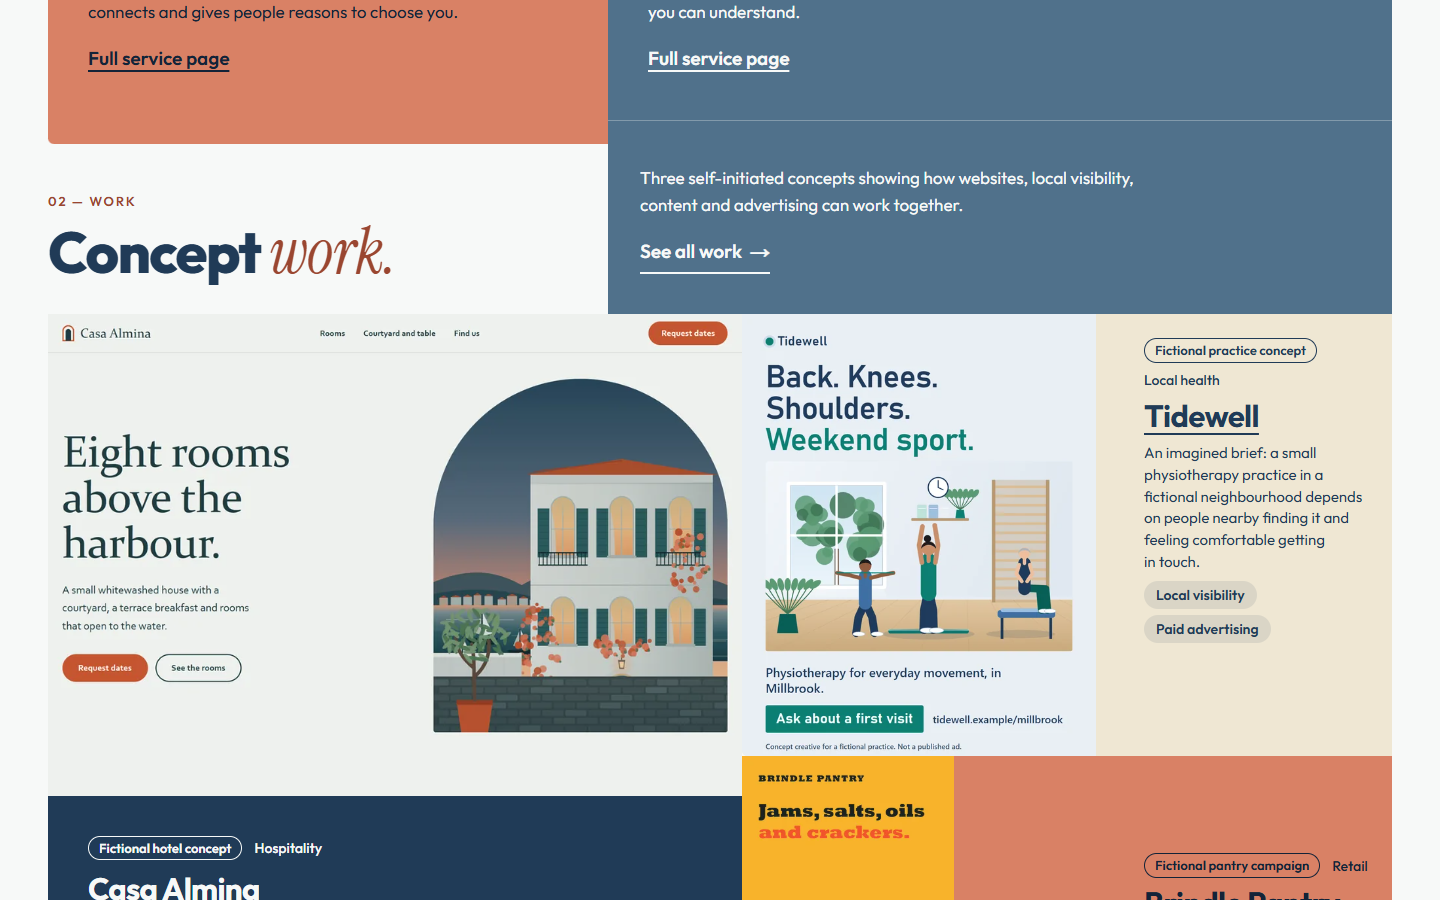 connects and gives people reasons to choose you.
Full service page
you can understand.
Full service page
02 — WORK
Concept work.
Three self-initiated concepts showing how websites, local visibility,
content and advertising can work together.
See all work →
Casa Almina
Rooms
Courtyard and table
Find us
Request dates
Eight rooms
above the
harbour.
A small whitewashed house with a
courtyard, a terrace breakfast and rooms
that open to the water.
Request dates
See the rooms
Tidewell
Back. Knees.
Shoulders.
Weekend sport.
Physiotherapy for everyday movement, in
Millbrook.
Ask about a first visit
tidewell.example/millbrook
Concept creative for a fictional practice. Not a published ad.
Fictional practice concept
Local health
Tidewell
An imagined brief: a small
physiotherapy practice in a
fictional neighbourhood depends
on people nearby finding it and
feeling comfortable getting
in touch.
Local visibility
Paid advertising
Fictional hotel concept
Hospitality
Casa Almina
BRINDLE PANTRY
Jams, salts, oils
and crackers.
Fictional pantry campaign
Retail
Brindle Pantry